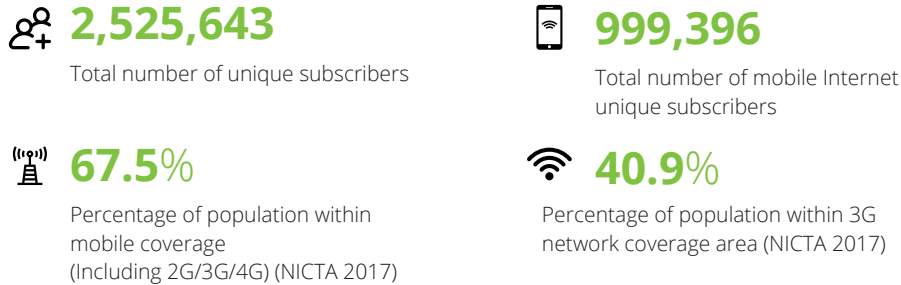 2,525,643
Total number of unique subscribers
999,396
Total number of mobile Internet
unique subscribers
67.5%
Percentage of population within
mobile coverage
(Including 2G/3G/4G) (NICTA 2017)
40.9%
Percentage of population within 3G
network coverage area (NICTA 2017)